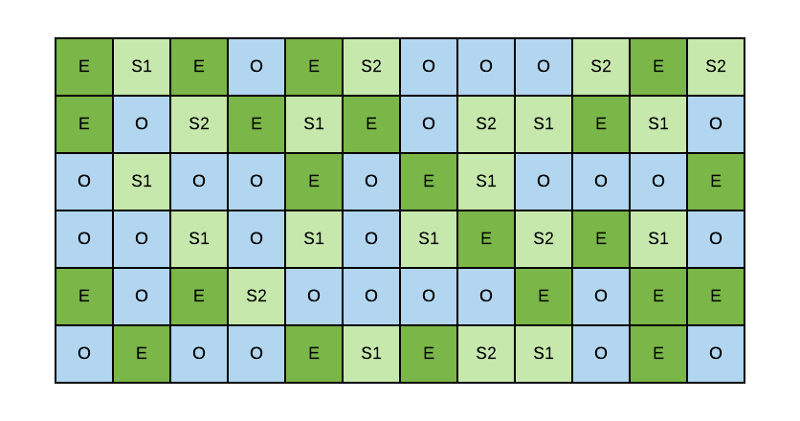 E S1 E O E S2 O O O S2 E S2
E O S2 E S1 E O S2 S1 E S1 O
O S1 O O E O E S1 O O O E
O O S1 O S1 O S1 E S2 E S1 O
E O E S2 O O O O E O E E
O E O O E S1 E S2 S1 O E O